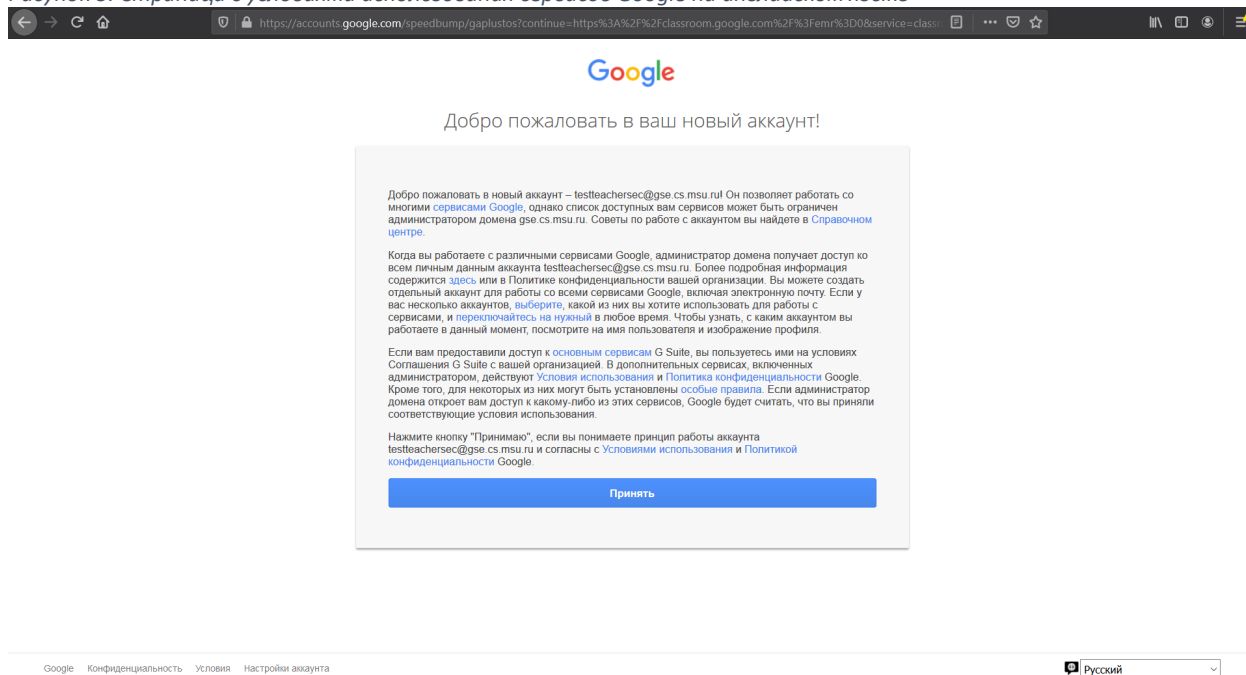 https://accounts.google.com/speedbump/gaplustos?continue=https%3A%2F%2Fclassroom.google.com%2F%3Femr%3D0&service=class
Google
Добро пожаловать в ваш новый аккаунт!
Добро пожаловать в новый аккаунт – testteachersec@gse.cs.msu.ru! Он позволяет работать со
многими сервисами Google, однако список доступных вам сервисов может быть ограничен
администратором домена gse.cs.msu.ru. Советы по работе с аккаунтом вы найдете в Справочном
центре.
Когда вы работаете с различными сервисами Google, администратор домена получает доступ ко
всем личным данным аккаунта testteachersec@gse.cs.msu.ru. Более подробная информация
содержится здесь или в Политике конфиденциальности вашей организации. Вы можете создать
отдельный аккаунт для работы со всеми сервисами Google, включая электронную почту. Если у
вас несколько аккаунтов, выберите, какой из них вы хотите использовать для работы с
сервисами, и переключайтесь на нужный в любое время. Чтобы узнать, с каким аккаунтом вы
работаете в данный момент, посмотрите на имя пользователя и изображение профиля.
Если вам предоставили доступ к основным сервисам G Suite, вы пользуетесь ими на условиях
Соглашения G Suite с вашей организацией. В дополнительных сервисах, включенных
администратором, действуют Условия использования и Политика конфиденциальности Google.
Кроме того, для некоторых из них могут быть установлены особые правила. Если администратор
домена откроет вам доступ к какому-либо из этих сервисов, Google будет считать, что вы приняли
соответствующие условия использования.
Нажмите кнопку "Принимаю", если вы понимаете принцип работы аккаунта
testteachersec@gse.cs.msu.ru и согласны с Условиями использования и Политикой
конфиденциальности Google.
Принять
Google Конфиденциальность Условия Настройки аккаунта
Русский